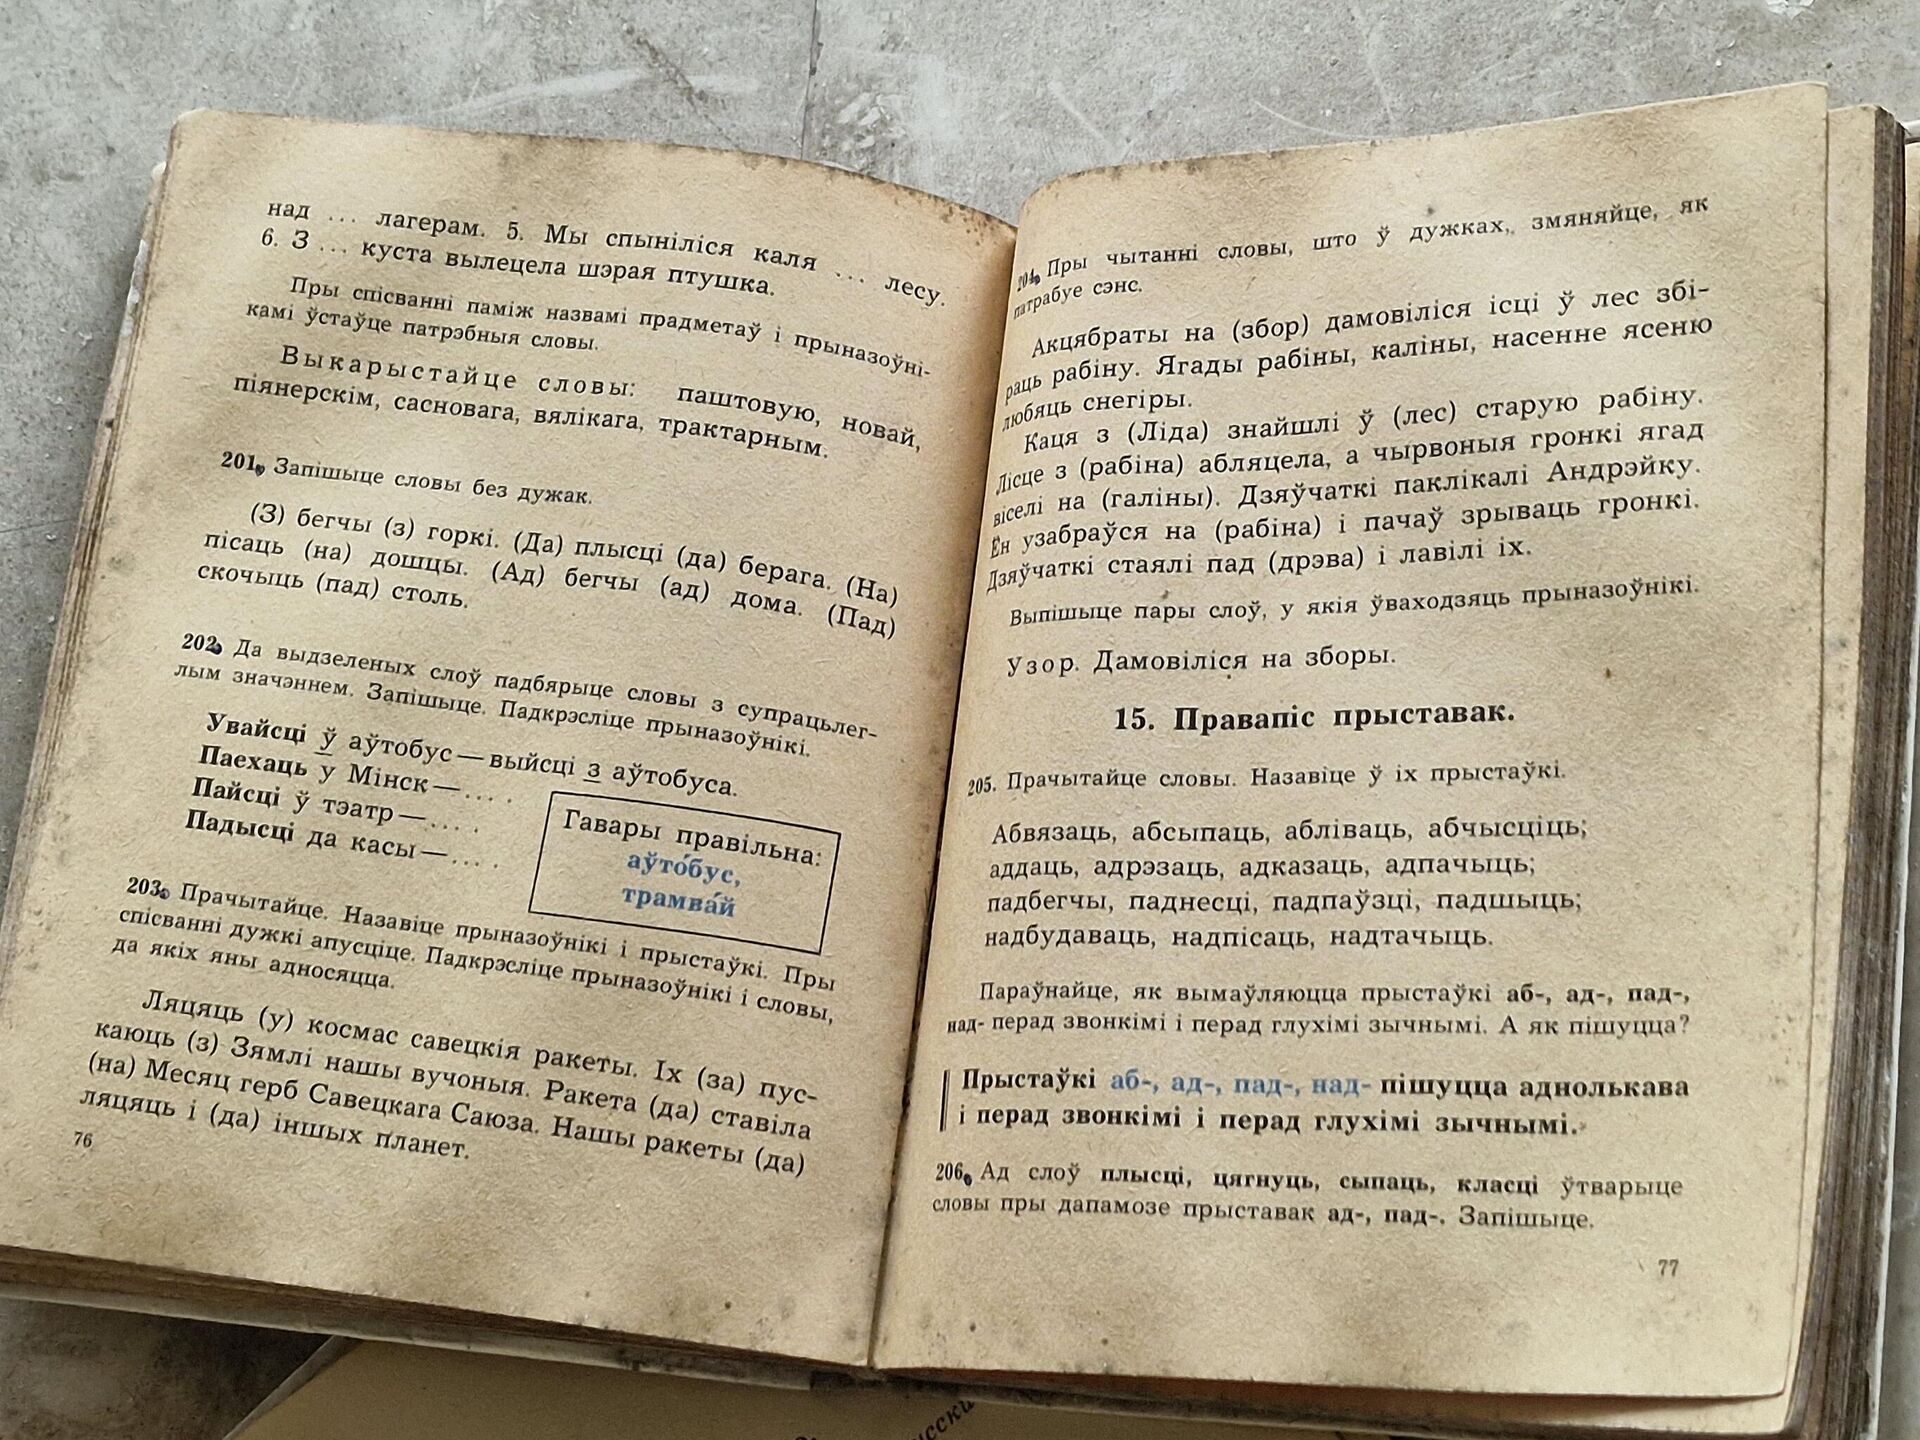 над ... лагерам. 5. Мы спыніліся каля ... лесу.
6. З ... куста вылецела шэрая птушка.
Пры спісванні паміж назвамі прадметаў і прыназоўні-
камі ўстаўце патрэбныя словы.
Выкарыстайце словы: паштовую, новай,
піянерскім, сасновага, вялікага, трактарным.
201. Запішыце словы без дужак.
(З) бегчы (з) горкі. (Да) плысці (да) берага. (На)
пісаць (на) дошцы. (Ад) бегчы (ад) дома. (Пад)
скочыць (пад) столь.
202. Да выдзеленых слоў падбярыце словы з супрацьлег-
лым значэннем. Запішыце. Падкрэсліце прыназоўнікі.
Увайсці ў аўтобус — выйсці з аўтобуса.
Паехаць у Мінск — ... .
Пайсці ў тэатр — ... .
Падысці да касы — ... .
Гавары правільна:
аўто́бус,
трамва́й
203. Прачытайце. Назавіце прыназоўнікі і прыстаўкі. Пры
спісванні дужкі апусціце. Падкрэсліце прыназоўнікі і словы,
да якіх яны адносяцца.
Ляцяць (у) космас савецкія ракеты. Іх (за) пус-
каюць (з) Зямлі нашы вучоныя. Ракета (да) ставіла
(на) Месяц герб Савецкага Саюза. Нашы ракеты (да)
ляцяць і (да) іншых планет.
76
204. Пры чытанні словы, што ў дужках, змяняйце, як
патрабуе сэнс.
Акцябраты на (збор) дамовіліся ісці ў лес збі-
раць рабіну. Ягады рабіны, каліны, насенне ясеню
любяць снегіры.
Каця з (Ліда) знайшлі ў (лес) старую рабіну.
Лісце з (рабіна) абляцела, а чырвоныя гронкі ягад
віселі на (галіны). Дзяўчаткі паклікалі Андрэйку.
Ён узабраўся на (рабіна) і пачаў зрываць гронкі.
Дзяўчаткі стаялі пад (дрэва) і лавілі іх.
Выпішыце пары слоў, у якія ўваходзяць прыназоўнікі.
Узор. Дамовіліся на зборы.
15. Правапіс прыставак.
205. Прачытайце словы. Назавіце ў іх прыстаўкі.
Абвязаць, абсыпаць, абліваць, абчысціць;
аддаць, адрэзаць, адказаць, адпачыць;
падбегчы, паднесці, падпаўзці, падшыць;
надбудаваць, надпісаць, надтачыць.
Параўнайце, як вымаўляюцца прыстаўкі аб-, ад-, пад-,
над- перад звонкімі і перад глухімі зычнымі. А як пішуцца?
Прыстаўкі аб-, ад-, пад-, над- пішуцца аднолькава
і перад звонкімі і перад глухімі зычнымі.
206. Ад слоў плысці, цягнуць, сыпаць, класці ўтварыце
словы пры дапамозе прыставак ад-, пад-. Запішыце.
77